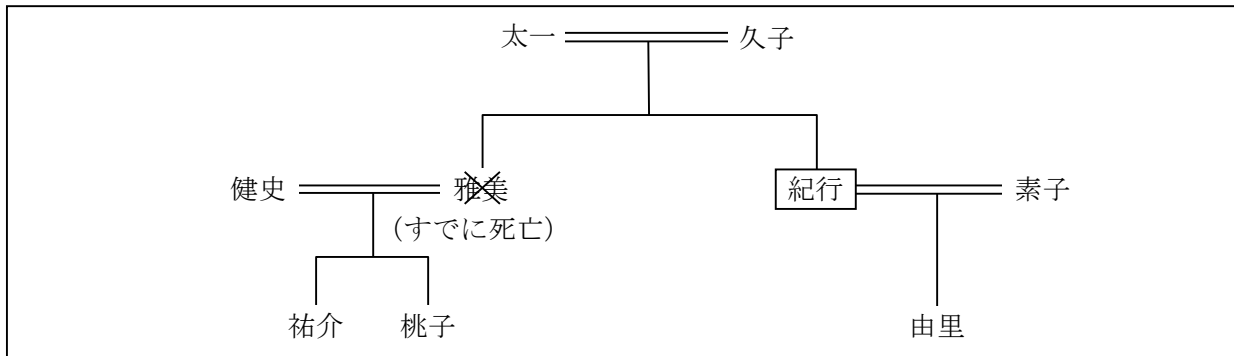 太一 久子
健史 雅美 紀行 素子
(すでに死亡)
祐介 桃子 由里